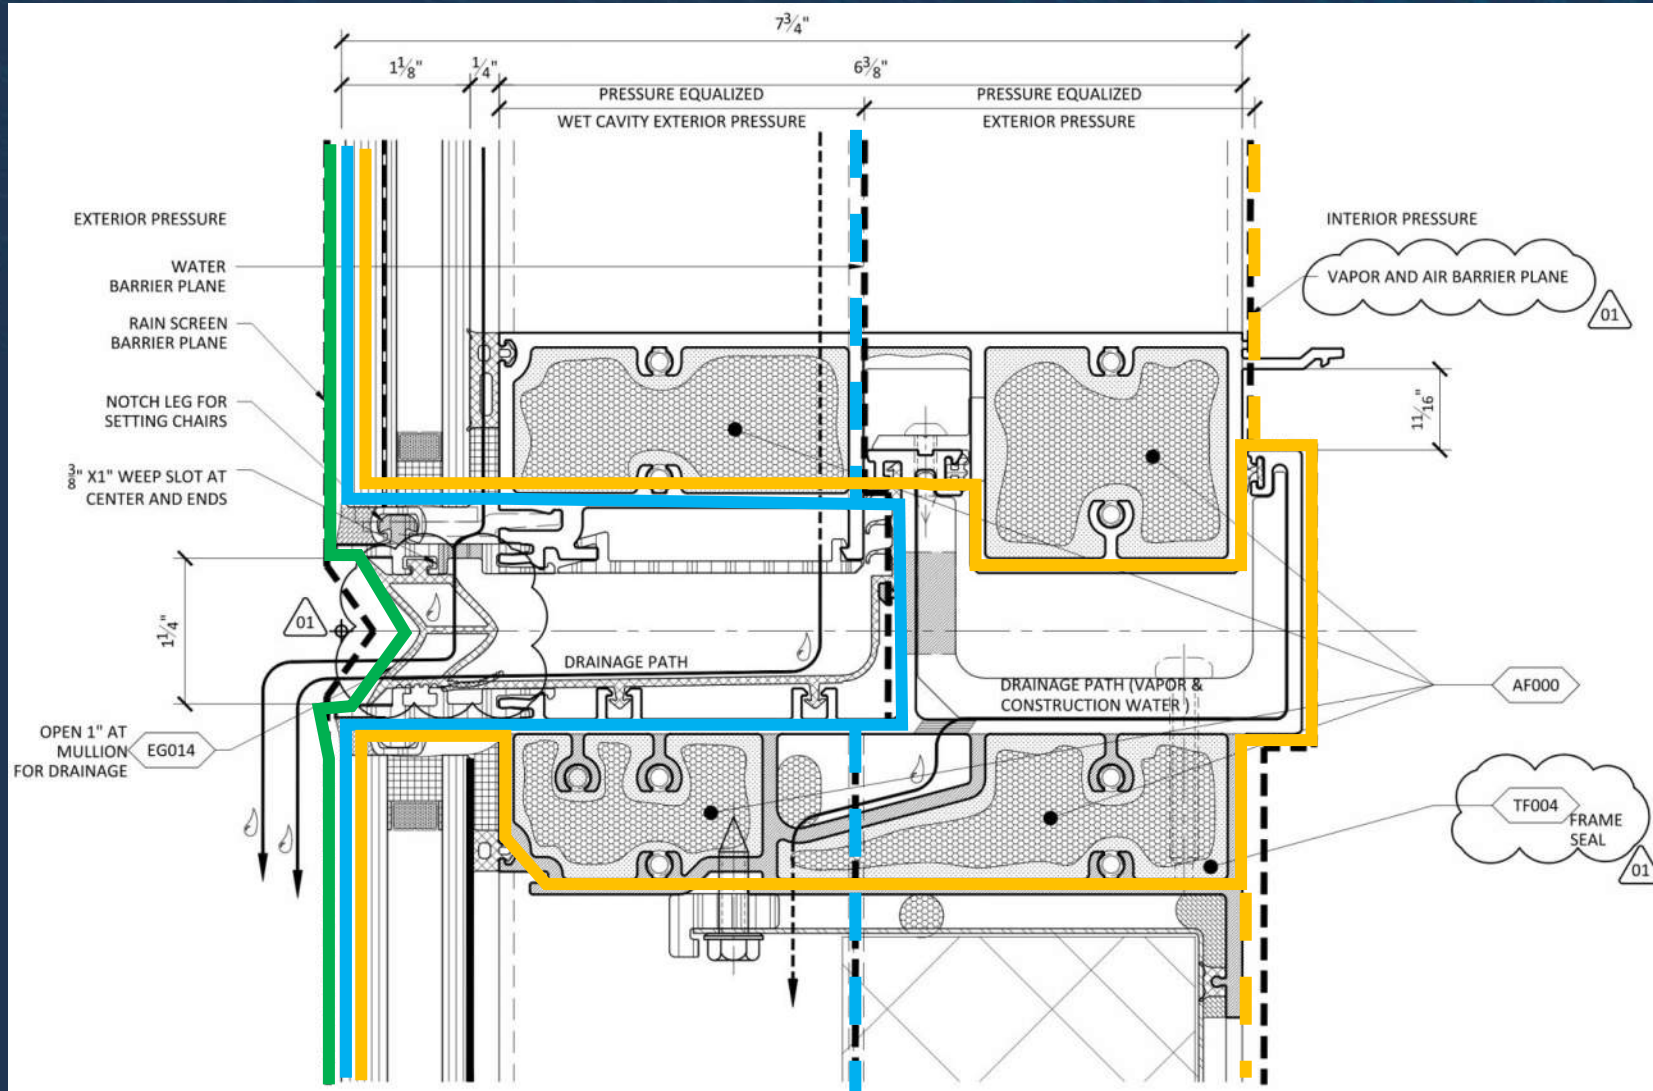 7 3/4"
1 1/8"
1/4"
6 3/8"
PRESSURE EQUALIZED
WET CAVITY EXTERIOR PRESSURE
PRESSURE EQUALIZED
EXTERIOR PRESSURE
EXTERIOR PRESSURE
INTERIOR PRESSURE
WATER
BARRIER PLANE
VAPOR AND AIR BARRIER PLANE
01
RAIN SCREEN
BARRIER PLANE
NOTCH LEG FOR
SETTING CHAIRS
11/16"
3/8" X1" WEEP SLOT AT
CENTER AND ENDS
01
1 1/4"
DRAINAGE PATH
DRAINAGE PATH (VAPOR &
CONSTRUCTION WATER )
AF000
OPEN 1" AT
MULLION
FOR DRAINAGE
EG014
TF004
FRAME
SEAL
01